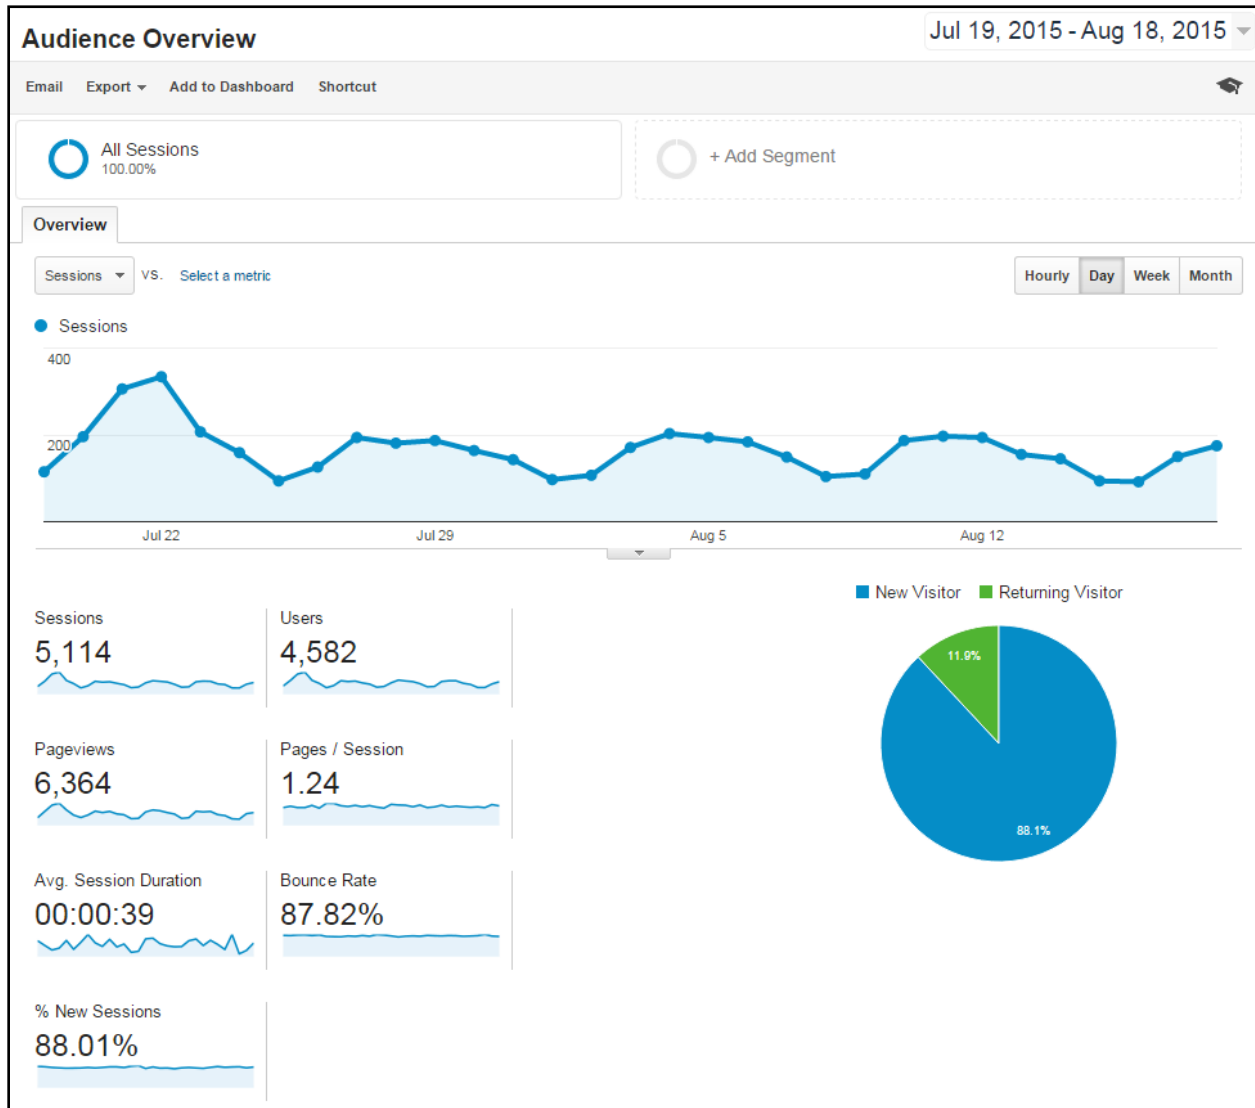 Audience Overview
Jul 19, 2015 - Aug 18, 2015
Email Export Add to Dashboard Shortcut
All Sessions
100.00%
+ Add Segment
Overview
Sessions VS. Select a metric
Hourly Day Week Month
Sessions
400
200
Jul 22 Jul 29 Aug 5 Aug 12
New Visitor Returning Visitor
Sessions
5,114
Users
4,582
Pageviews
6,364
Pages / Session
1.24
Avg. Session Duration
00:00:39
Bounce Rate
87.82%
% New Sessions
88.01%
11.9%
88.1%